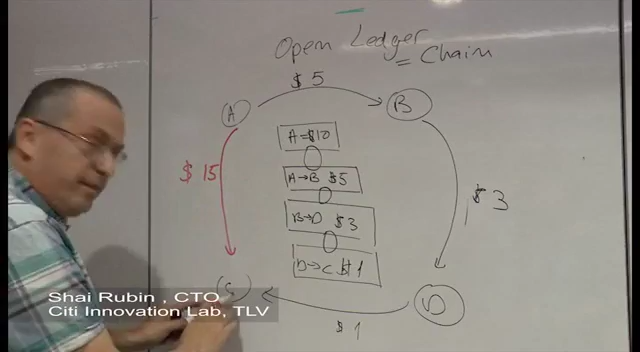 Open Ledger
= Chain
$ 5
A
B
A = $10
$ 15
A→B $5
B→D $3
$ 3
D→C $1
C
D
$ 1
Shai Rubin , CTO
Citi Innovation Lab, TLV